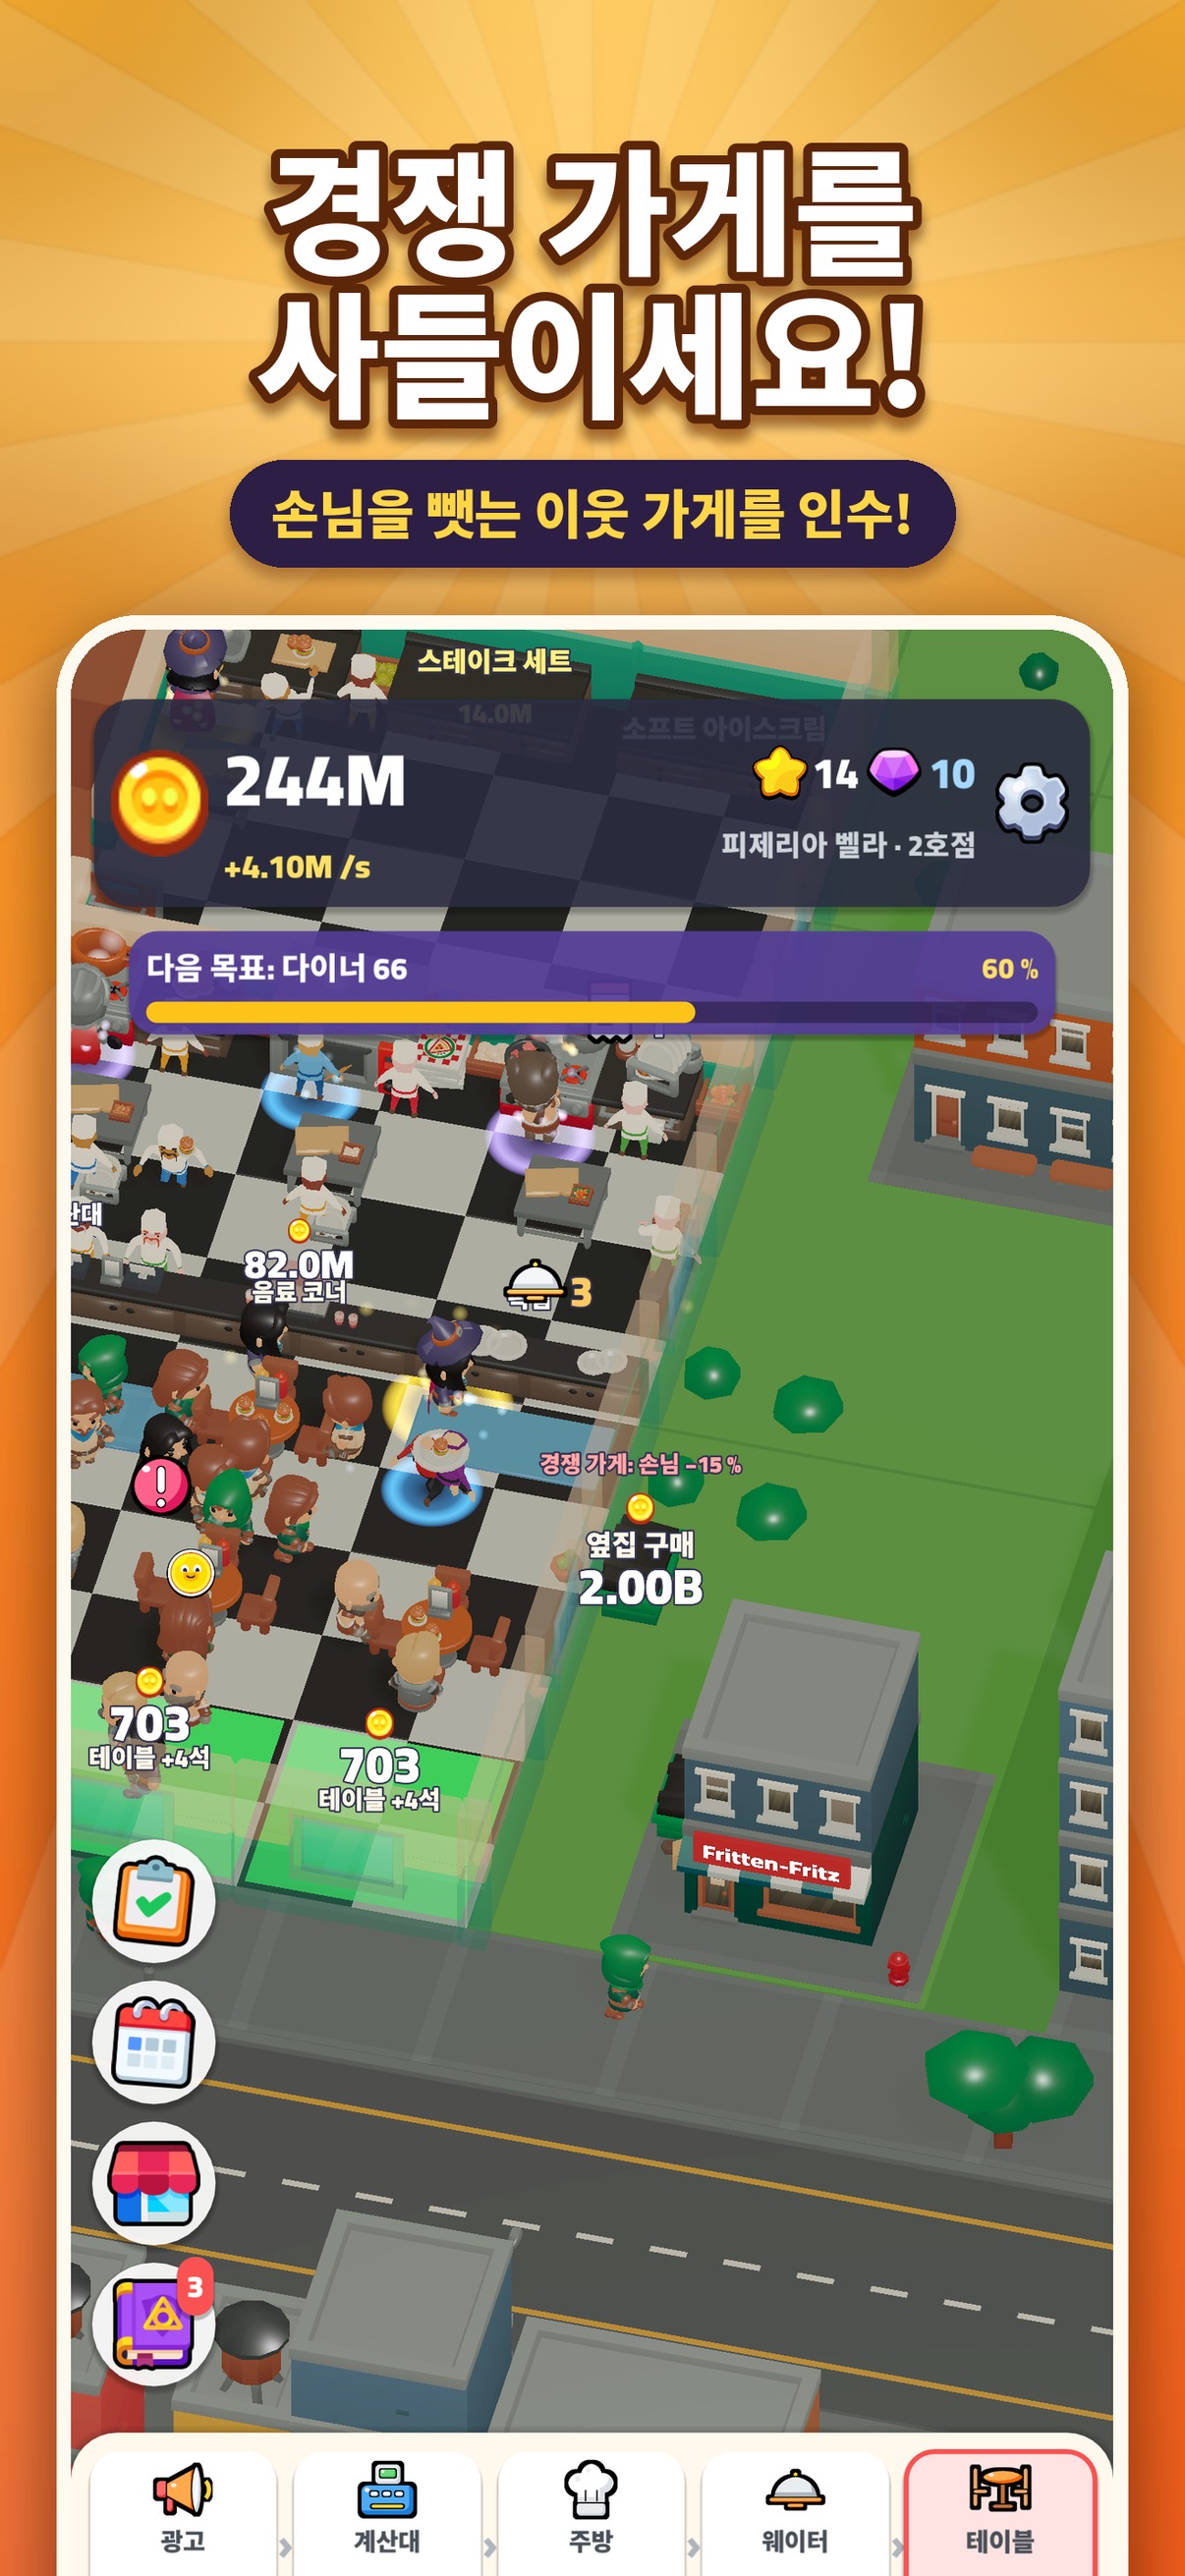 경쟁 가게를
사들이세요!
손님을 뺏는 이웃 가게를 인수!
스테이크 세트
14.0M
소프트 아이스크림
244M
14
10
+4.10M /s
피제리아 벨라 · 2호점
다음 목표: 다이너 66
60 %
82.0M
음료 코너
3
경쟁 가게: 손님 -15 %
옆집 구매
2.00B
703
테이블 +4석
703
테이블 +4석
Fritten-Fritz
3
광고
계산대
주방
웨이터
테이블